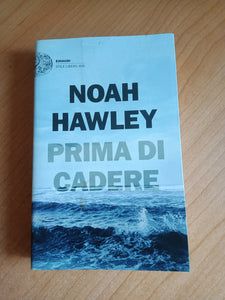 EINAUDI
STILE LIBERO BIG
NOAH
HAWLEY
PRIMA DI
CADERE